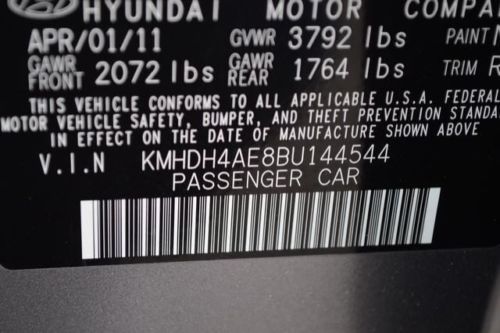 HYUNDAI MOTOR COMPA
APR/01/11 GVWR 3792 lbs PAINT
GAWR FRONT 2072 lbs GAWR REAR 1764 lbs TRIM R
THIS VEHICLE CONFORMS TO ALL APPLICABLE U.S.A. FEDERAL
MOTOR VEHICLE SAFETY, BUMPER, AND THEFT PREVENTION STANDA
IN EFFECT ON THE DATE OF MANUFACTURE SHOWN ABOVE.
V.I.N KMHDH4AE8BU144544
PASSENGER CAR